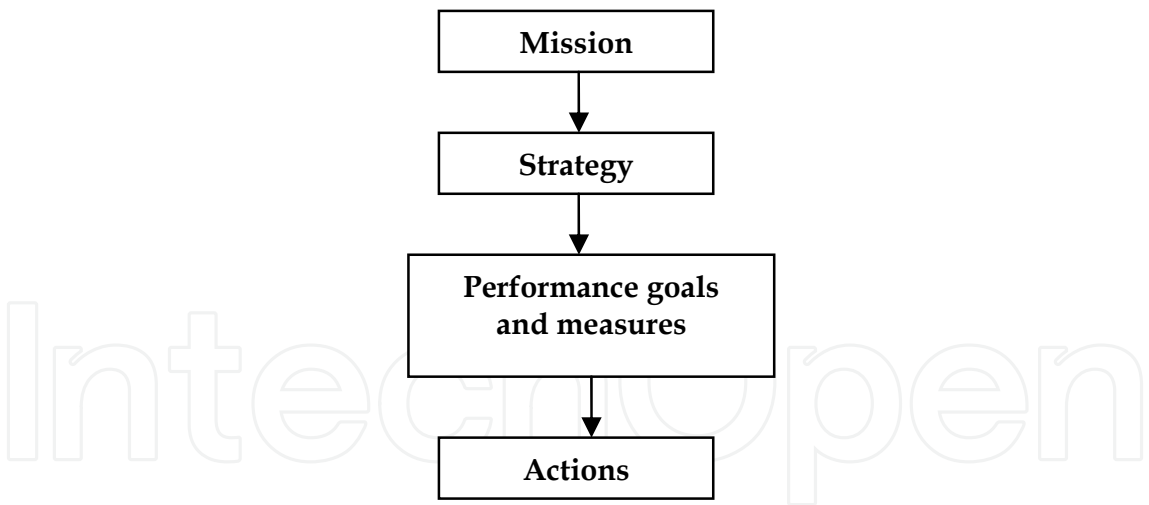 Mission
Strategy
Performance goals
and measures
Actions
IntechOpen